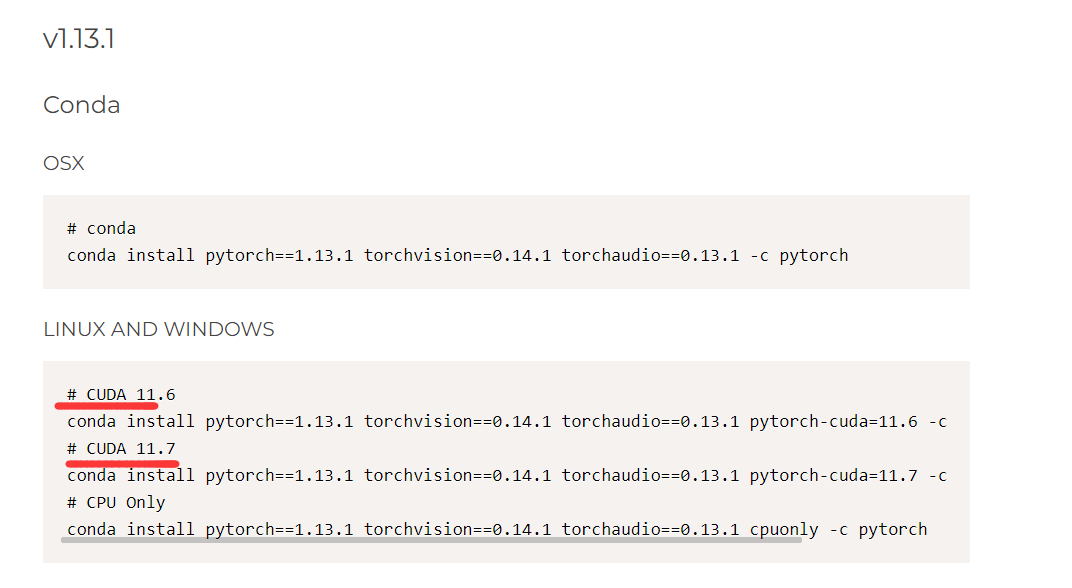 v1.13.1
Conda
OSX
# conda
conda install pytorch==1.13.1 torchvision==0.14.1 torchaudio==0.13.1 -c pytorch
LINUX AND WINDOWS
# CUDA 11.6
conda install pytorch==1.13.1 torchvision==0.14.1 torchaudio==0.13.1 pytorch-cuda=11.6 -c
# CUDA 11.7
conda install pytorch==1.13.1 torchvision==0.14.1 torchaudio==0.13.1 pytorch-cuda=11.7 -c
# CPU Only
conda install pytorch==1.13.1 torchvision==0.14.1 torchaudio==0.13.1 cpuonly -c pytorch